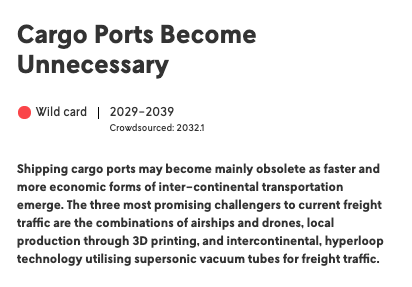 Cargo Ports Become
Unnecessary
Wild card | 2029–2039
Crowdsourced: 2032.1
Shipping cargo ports may become mainly obsolete as faster and
more economic forms of inter–continental transportation
emerge. The three most promising challengers to current freight
traffic are the combinations of airships and drones, local
production through 3D printing, and intercontinental, hyperloop
technology utilising supersonic vacuum tubes for freight traffic.